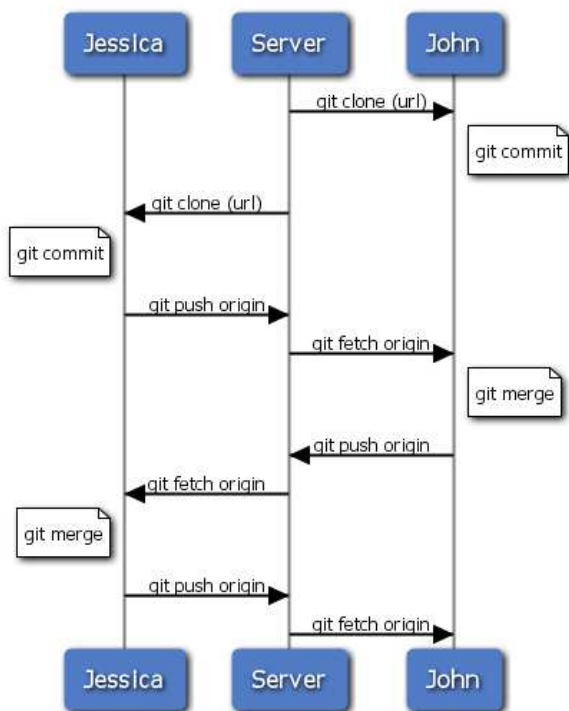 Jessica
Server
John
git clone (url)
git commit
git clone (url)
git commit
git push origin
git fetch origin
git merge
git push origin
git fetch origin
git merge
git push origin
git fetch origin
Jessica
Server
John